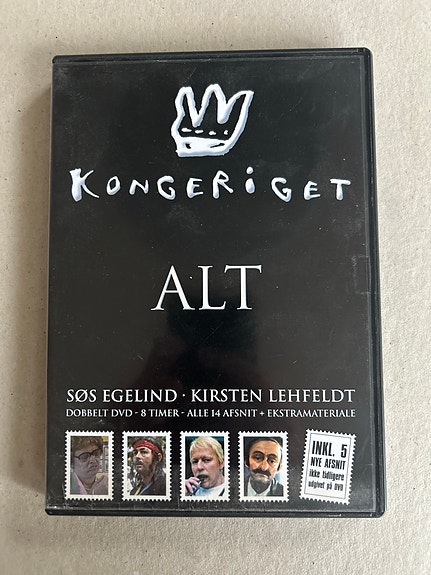 KONGERiGET
ALT
SØS EGELIND · KIRSTEN LEHFELDT
DOBBELT DVD - 8 TIMER - ALLE 14 AFSNIT + EKSTRAMATERIALE
INKL. 5
NYE AFSNIT
ikke tidligere
udgivet på DVD